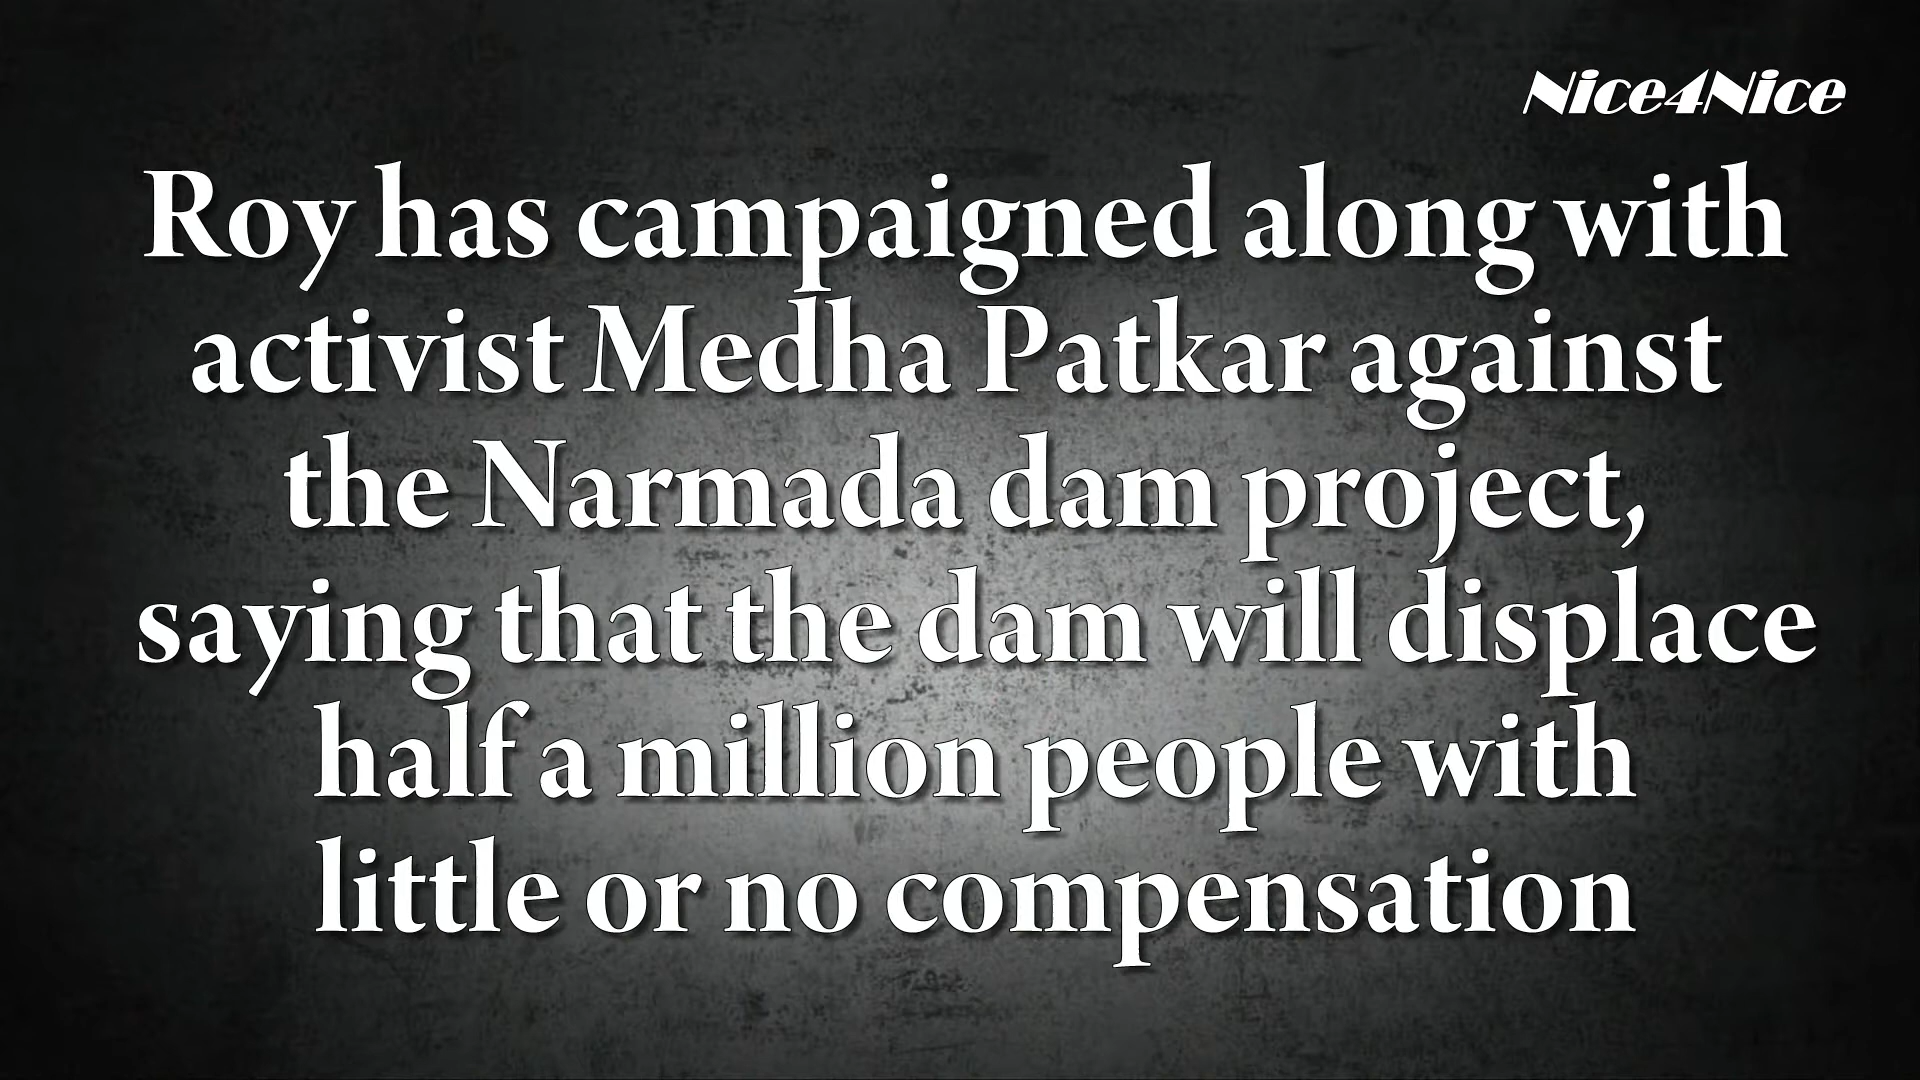 Nice4Nice
Roy has campaigned along with
activist Medha Patkar against
the Narmada dam project,
saying that the dam will displace
half a million people with
little or no compensation